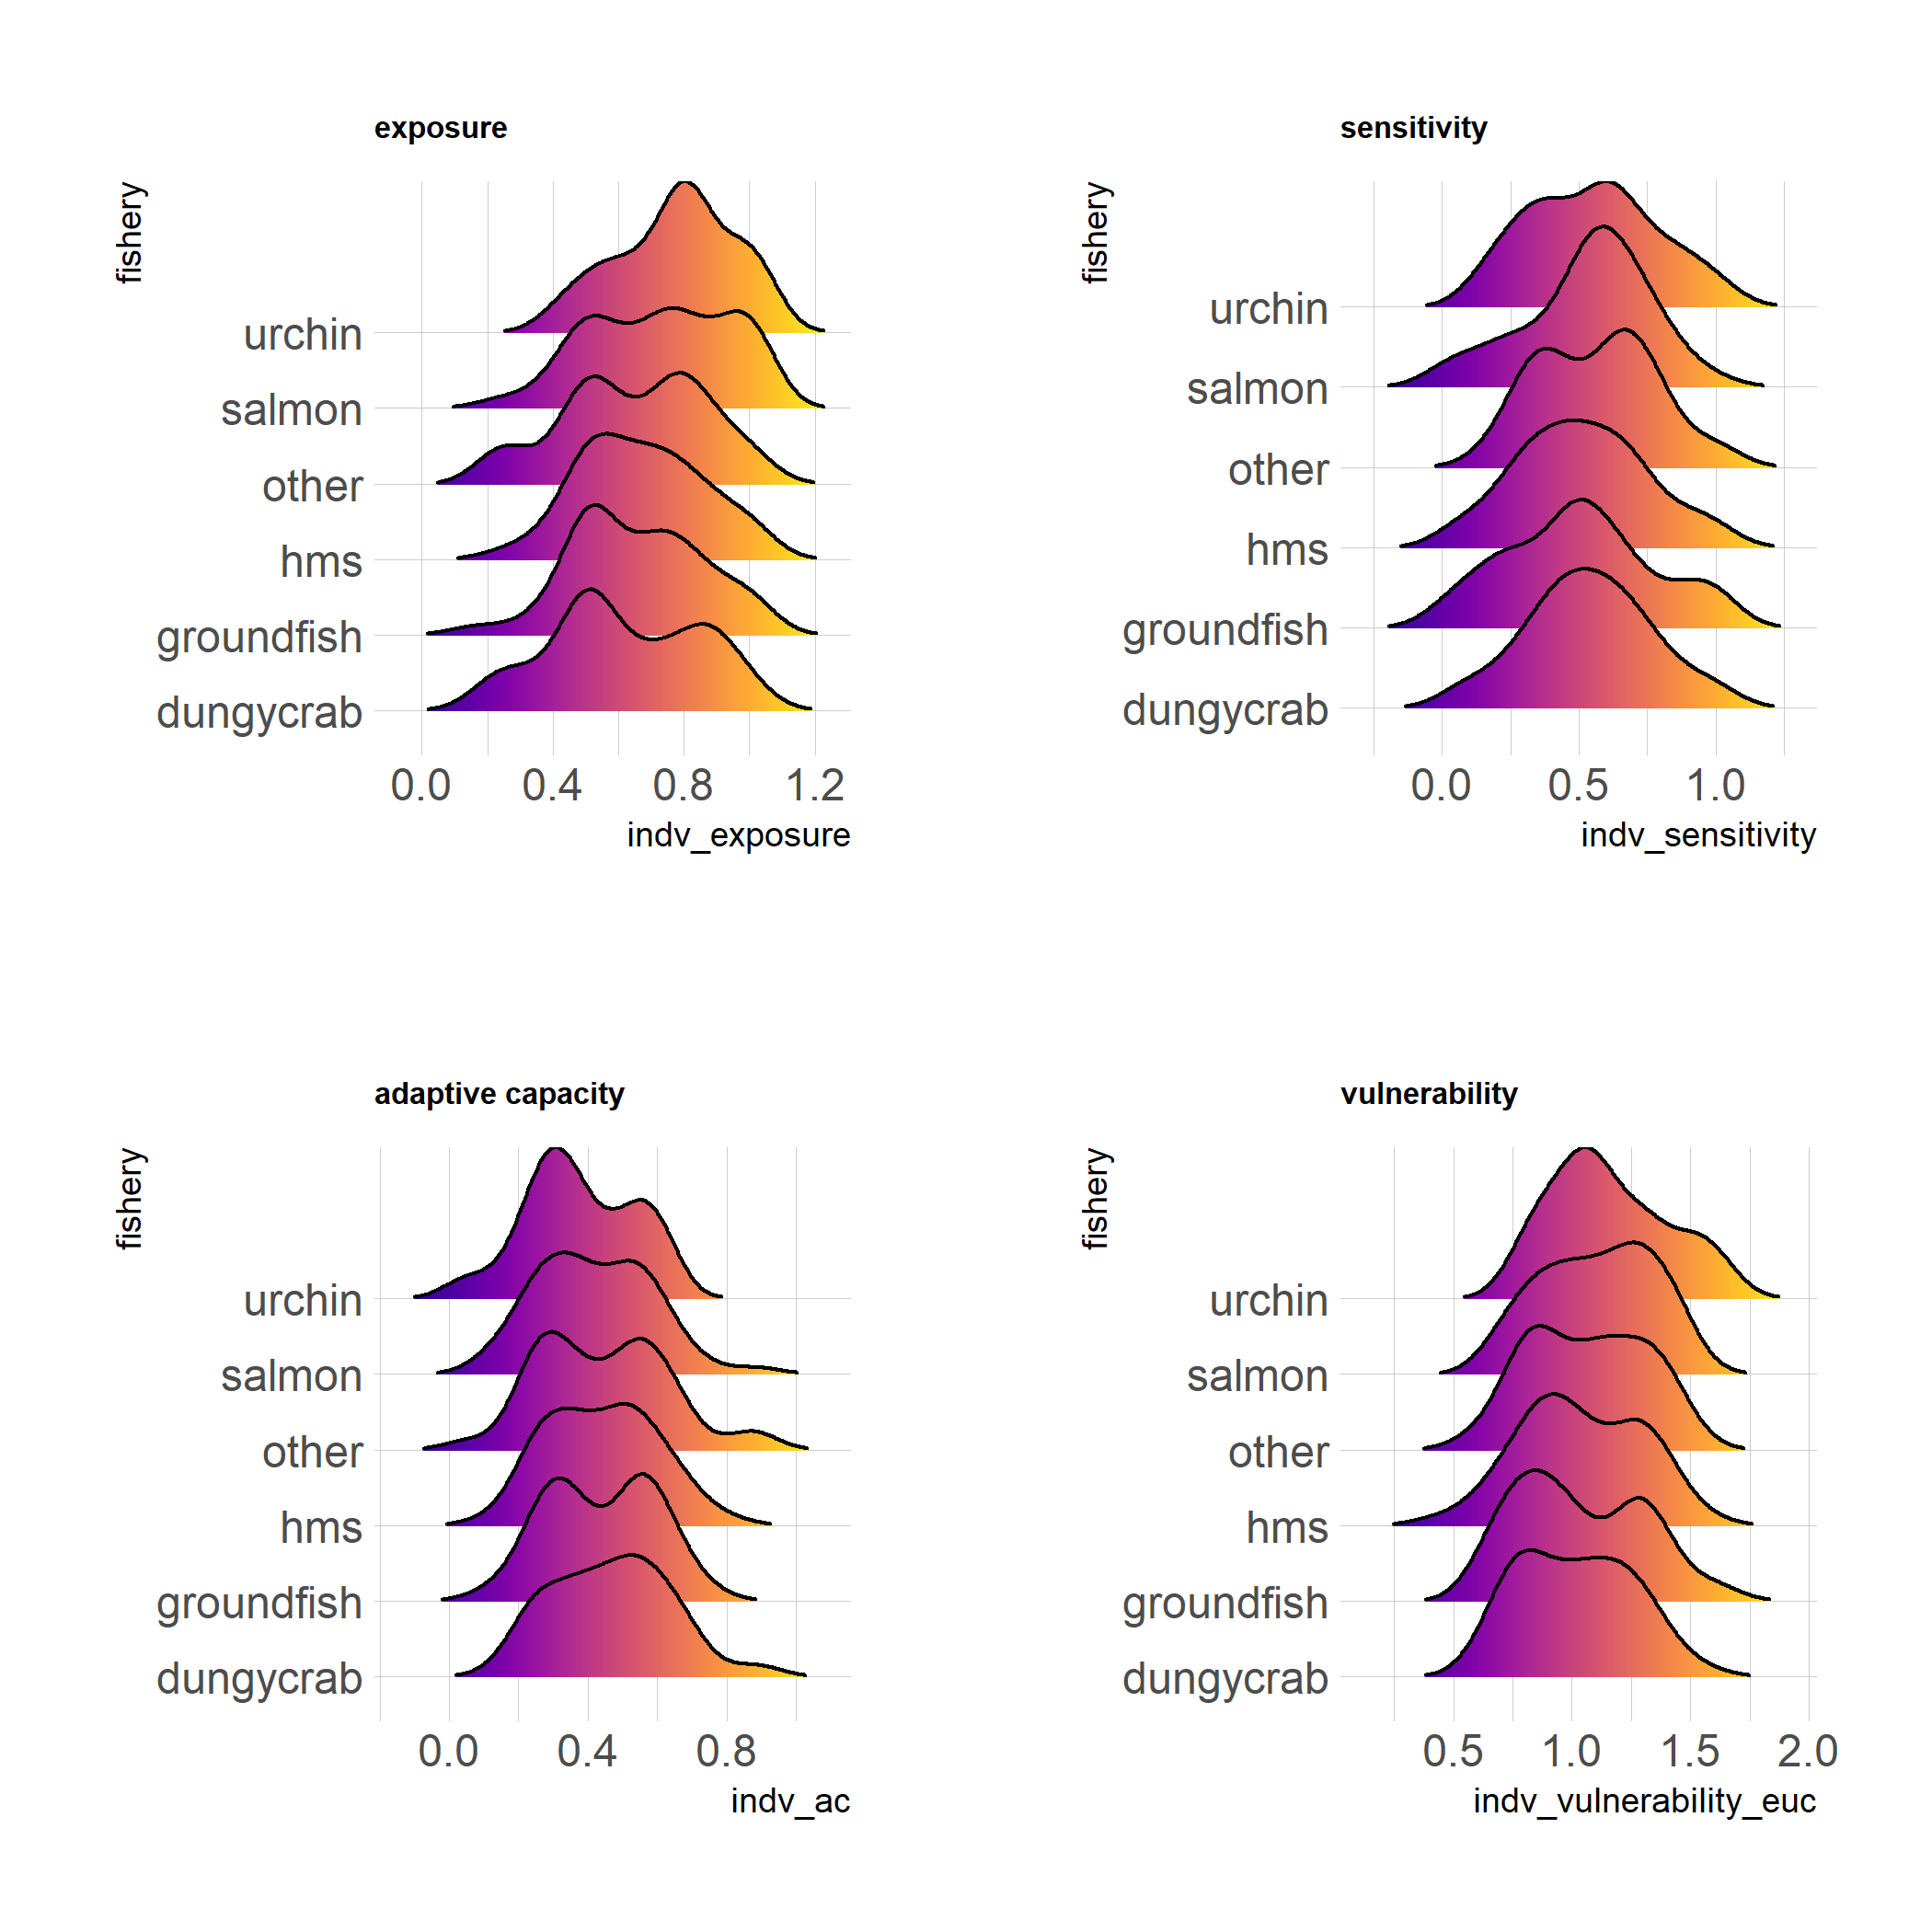 exposure
fishery
urchin
salmon
other
hms
groundfish
dungycrab
0.0 0.4 0.8 1.2
indv_exposure
sensitivity
fishery
urchin
salmon
other
hms
groundfish
dungycrab
0.0 0.5 1.0
indv_sensitivity
adaptive capacity
fishery
urchin
salmon
other
hms
groundfish
dungycrab
0.0 0.4 0.8
indv_ac
vulnerability
fishery
urchin
salmon
other
hms
groundfish
dungycrab
0.5 1.0 1.5 2.0
indv_vulnerability_euc